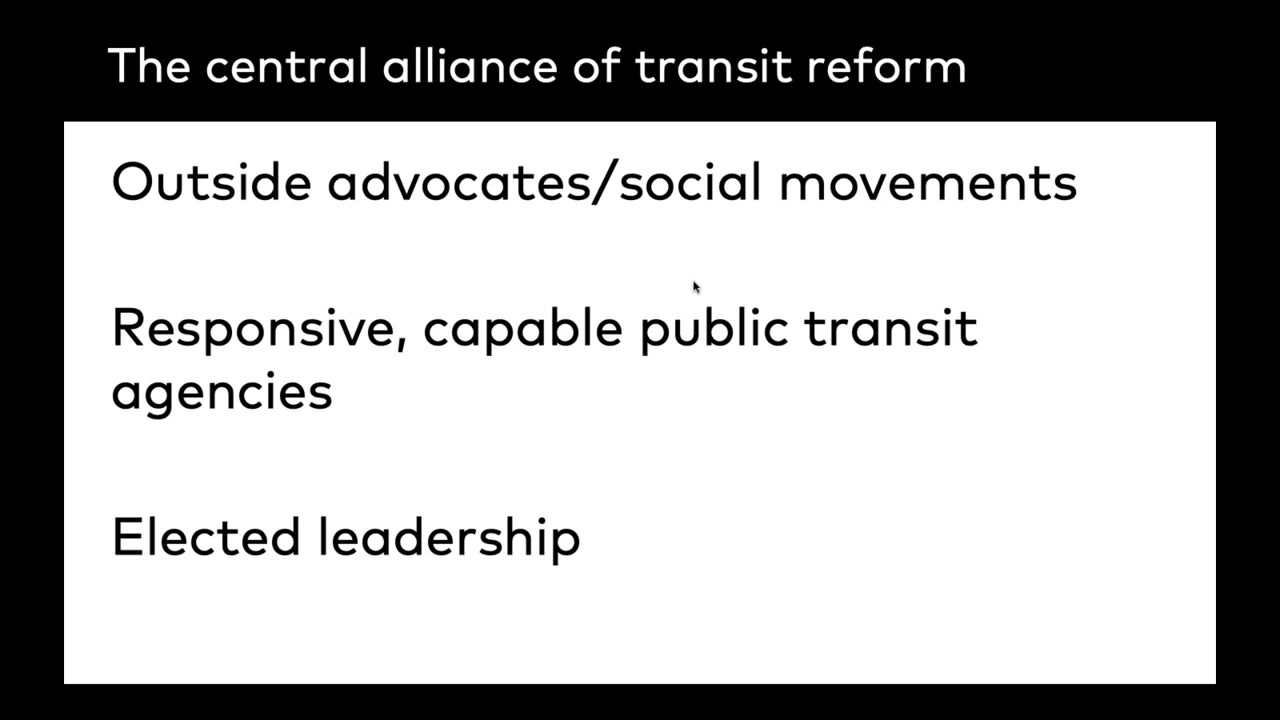 The central alliance of transit reform
Outside advocates/social movements
Responsive, capable public transit
agencies
Elected leadership